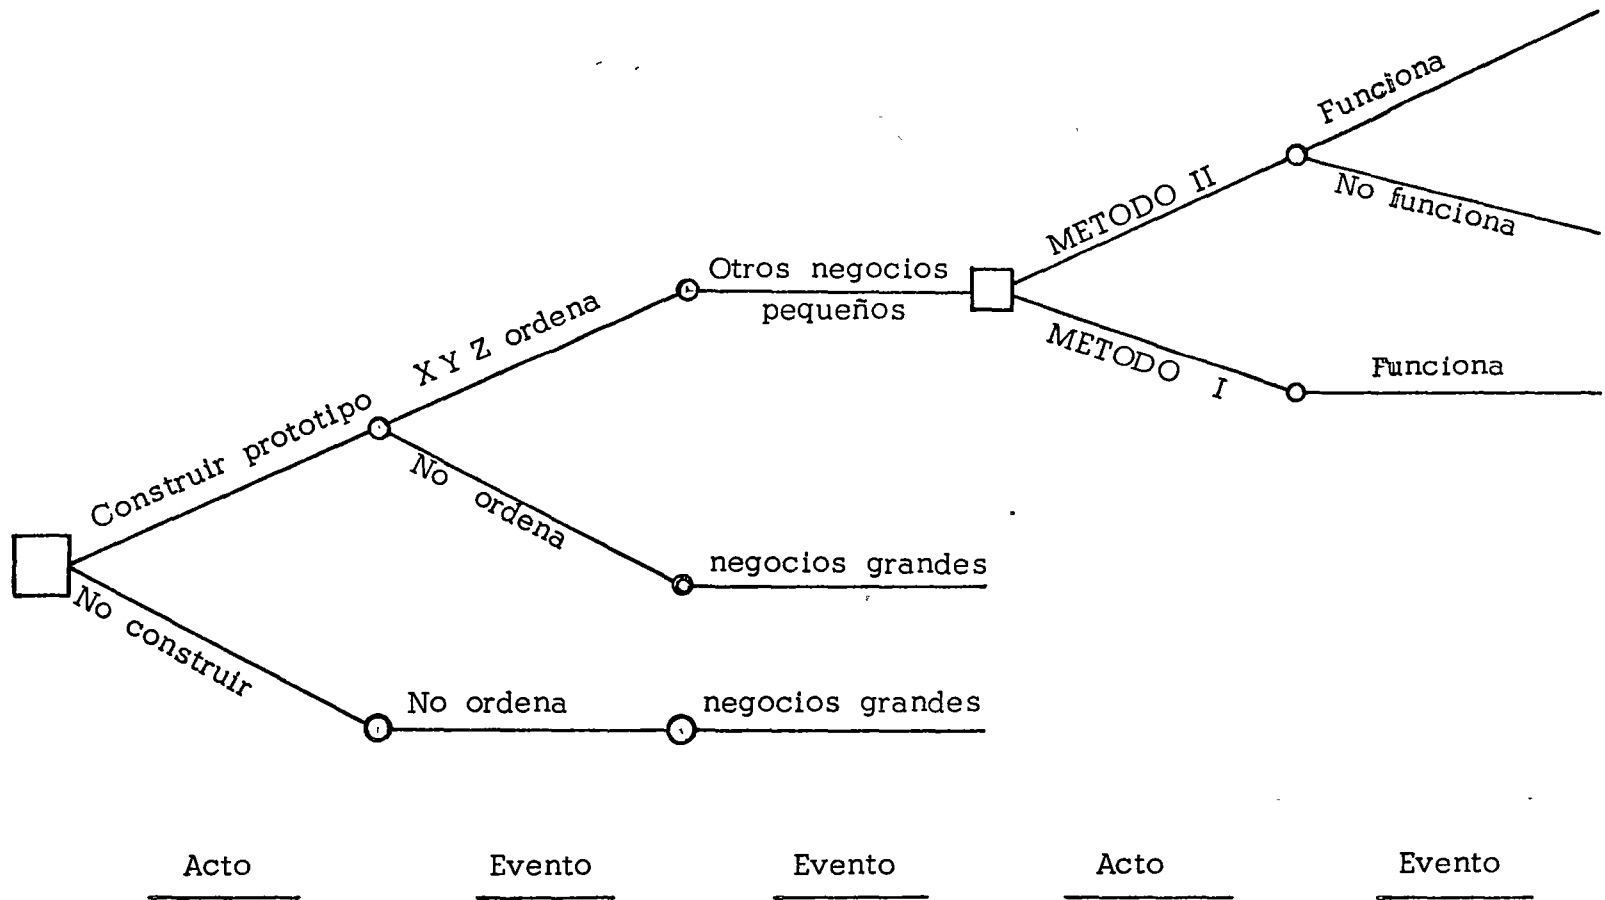 Funciona
METODO II
No funciona
Otros negocios
pequeños
X Y Z ordena
METODO I
Funciona
Construir prototipo
No ordena
negocios grandes
No construir
No ordena
negocios grandes
Acto
Evento
Evento
Acto
Evento